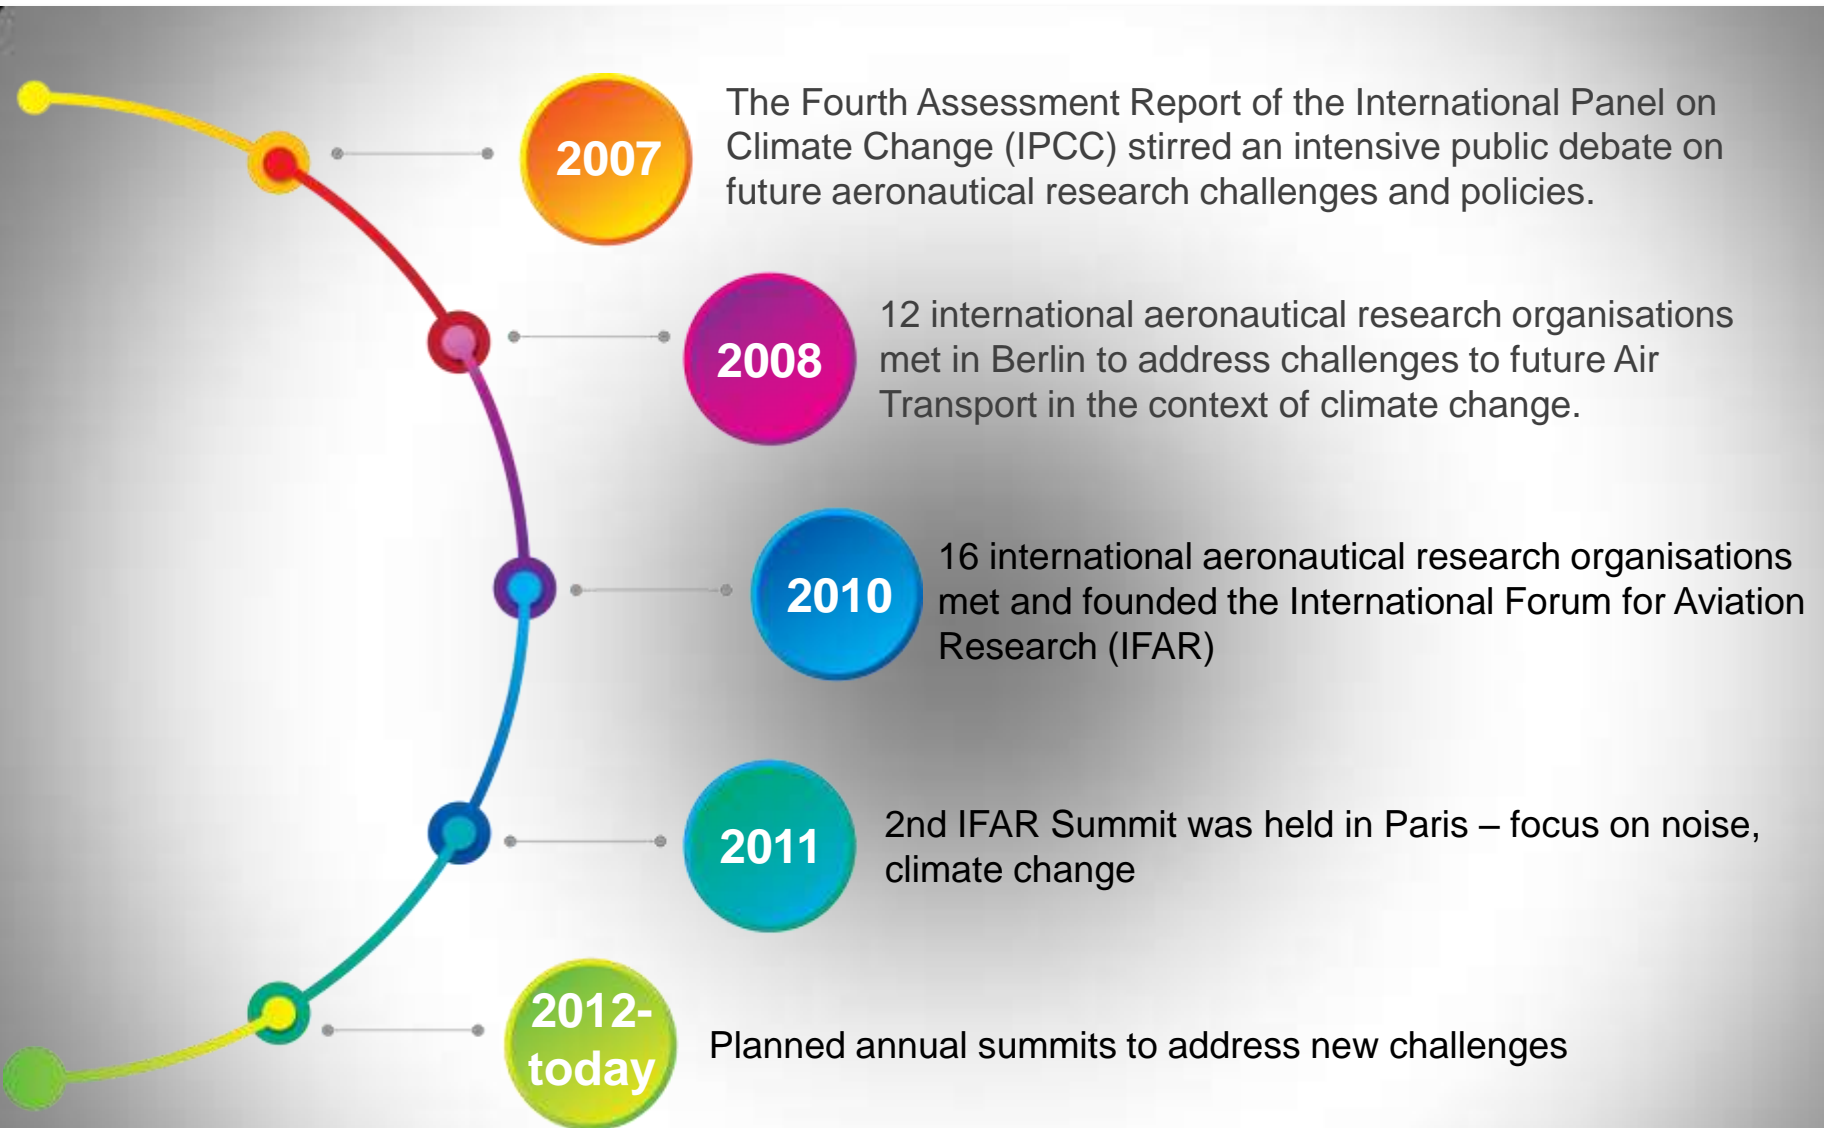 2007
The Fourth Assessment Report of the International Panel on
Climate Change (IPCC) stirred an intensive public debate on
future aeronautical research challenges and policies.
2008
12 international aeronautical research organisations
met in Berlin to address challenges to future Air
Transport in the context of climate change.
2010
16 international aeronautical research organisations
met and founded the International Forum for Aviation
Research (IFAR)
2011
2nd IFAR Summit was held in Paris – focus on noise,
climate change
2012-
today
Planned annual summits to address new challenges